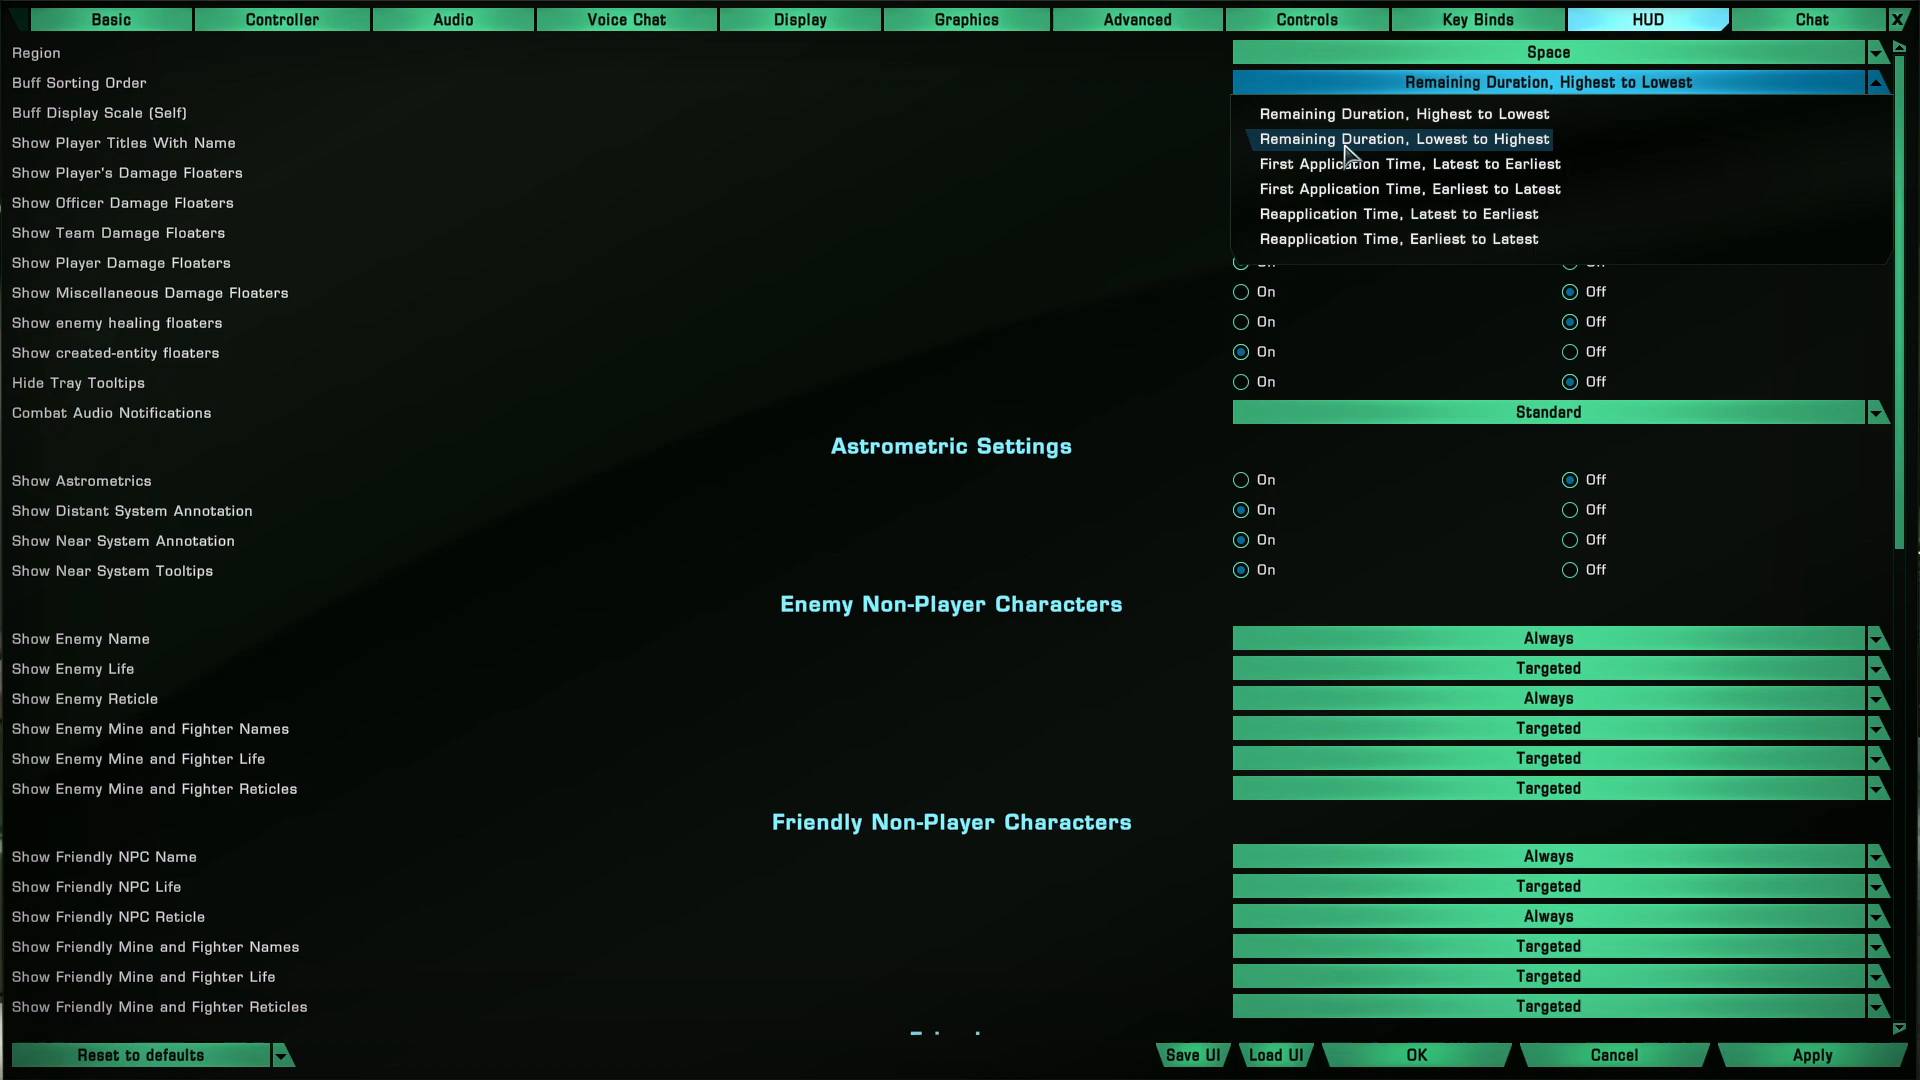 Basic Controller Audio Voice Chat Display Graphics Advanced Controls Key Binds HUD Chat X
Region Space
Buff Sorting Order Remaining Duration, Highest to Lowest
Buff Display Scale (Self) Remaining Duration, Highest to Lowest
Show Player Titles With Name Remaining Duration, Lowest to Highest
Show Player's Damage Floaters First Application Time, Latest to Earliest
Show Officer Damage Floaters First Application Time, Earliest to Latest
Show Team Damage Floaters Reapplication Time, Latest to Earliest
Show Player Damage Floaters Reapplication Time, Earliest to Latest
Show Miscellaneous Damage Floaters On Off
Show enemy healing floaters On Off
Show created-entity floaters On Off
Hide Tray Tooltips On Off
Combat Audio Notifications Standard
Astrometric Settings
Show Astrometrics On Off
Show Distant System Annotation On Off
Show Near System Annotation On Off
Show Near System Tooltips On Off
Enemy Non-Player Characters
Show Enemy Name Always
Show Enemy Life Targeted
Show Enemy Reticle Always
Show Enemy Mine and Fighter Names Targeted
Show Enemy Mine and Fighter Life Targeted
Show Enemy Mine and Fighter Reticles Targeted
Friendly Non-Player Characters
Show Friendly NPC Name Always
Show Friendly NPC Life Targeted
Show Friendly NPC Reticle Always
Show Friendly Mine and Fighter Names Targeted
Show Friendly Mine and Fighter Life Targeted
Show Friendly Mine and Fighter Reticles Targeted
Reset to defaults Save UI Load UI OK Cancel Apply